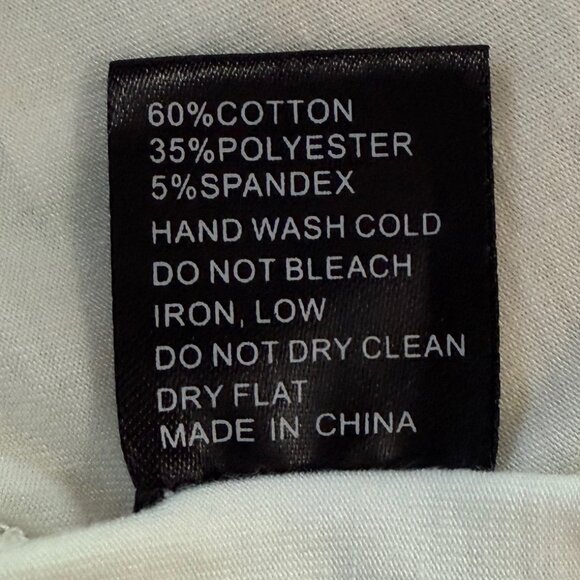 60%COTTON
35%POLYESTER
5%SPANDEX
HAND WASH COLD
DO NOT BLEACH
IRON, LOW
DO NOT DRY CLEAN
DRY FLAT
MADE IN CHINA